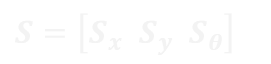 S = [S_x S_y S_θ]